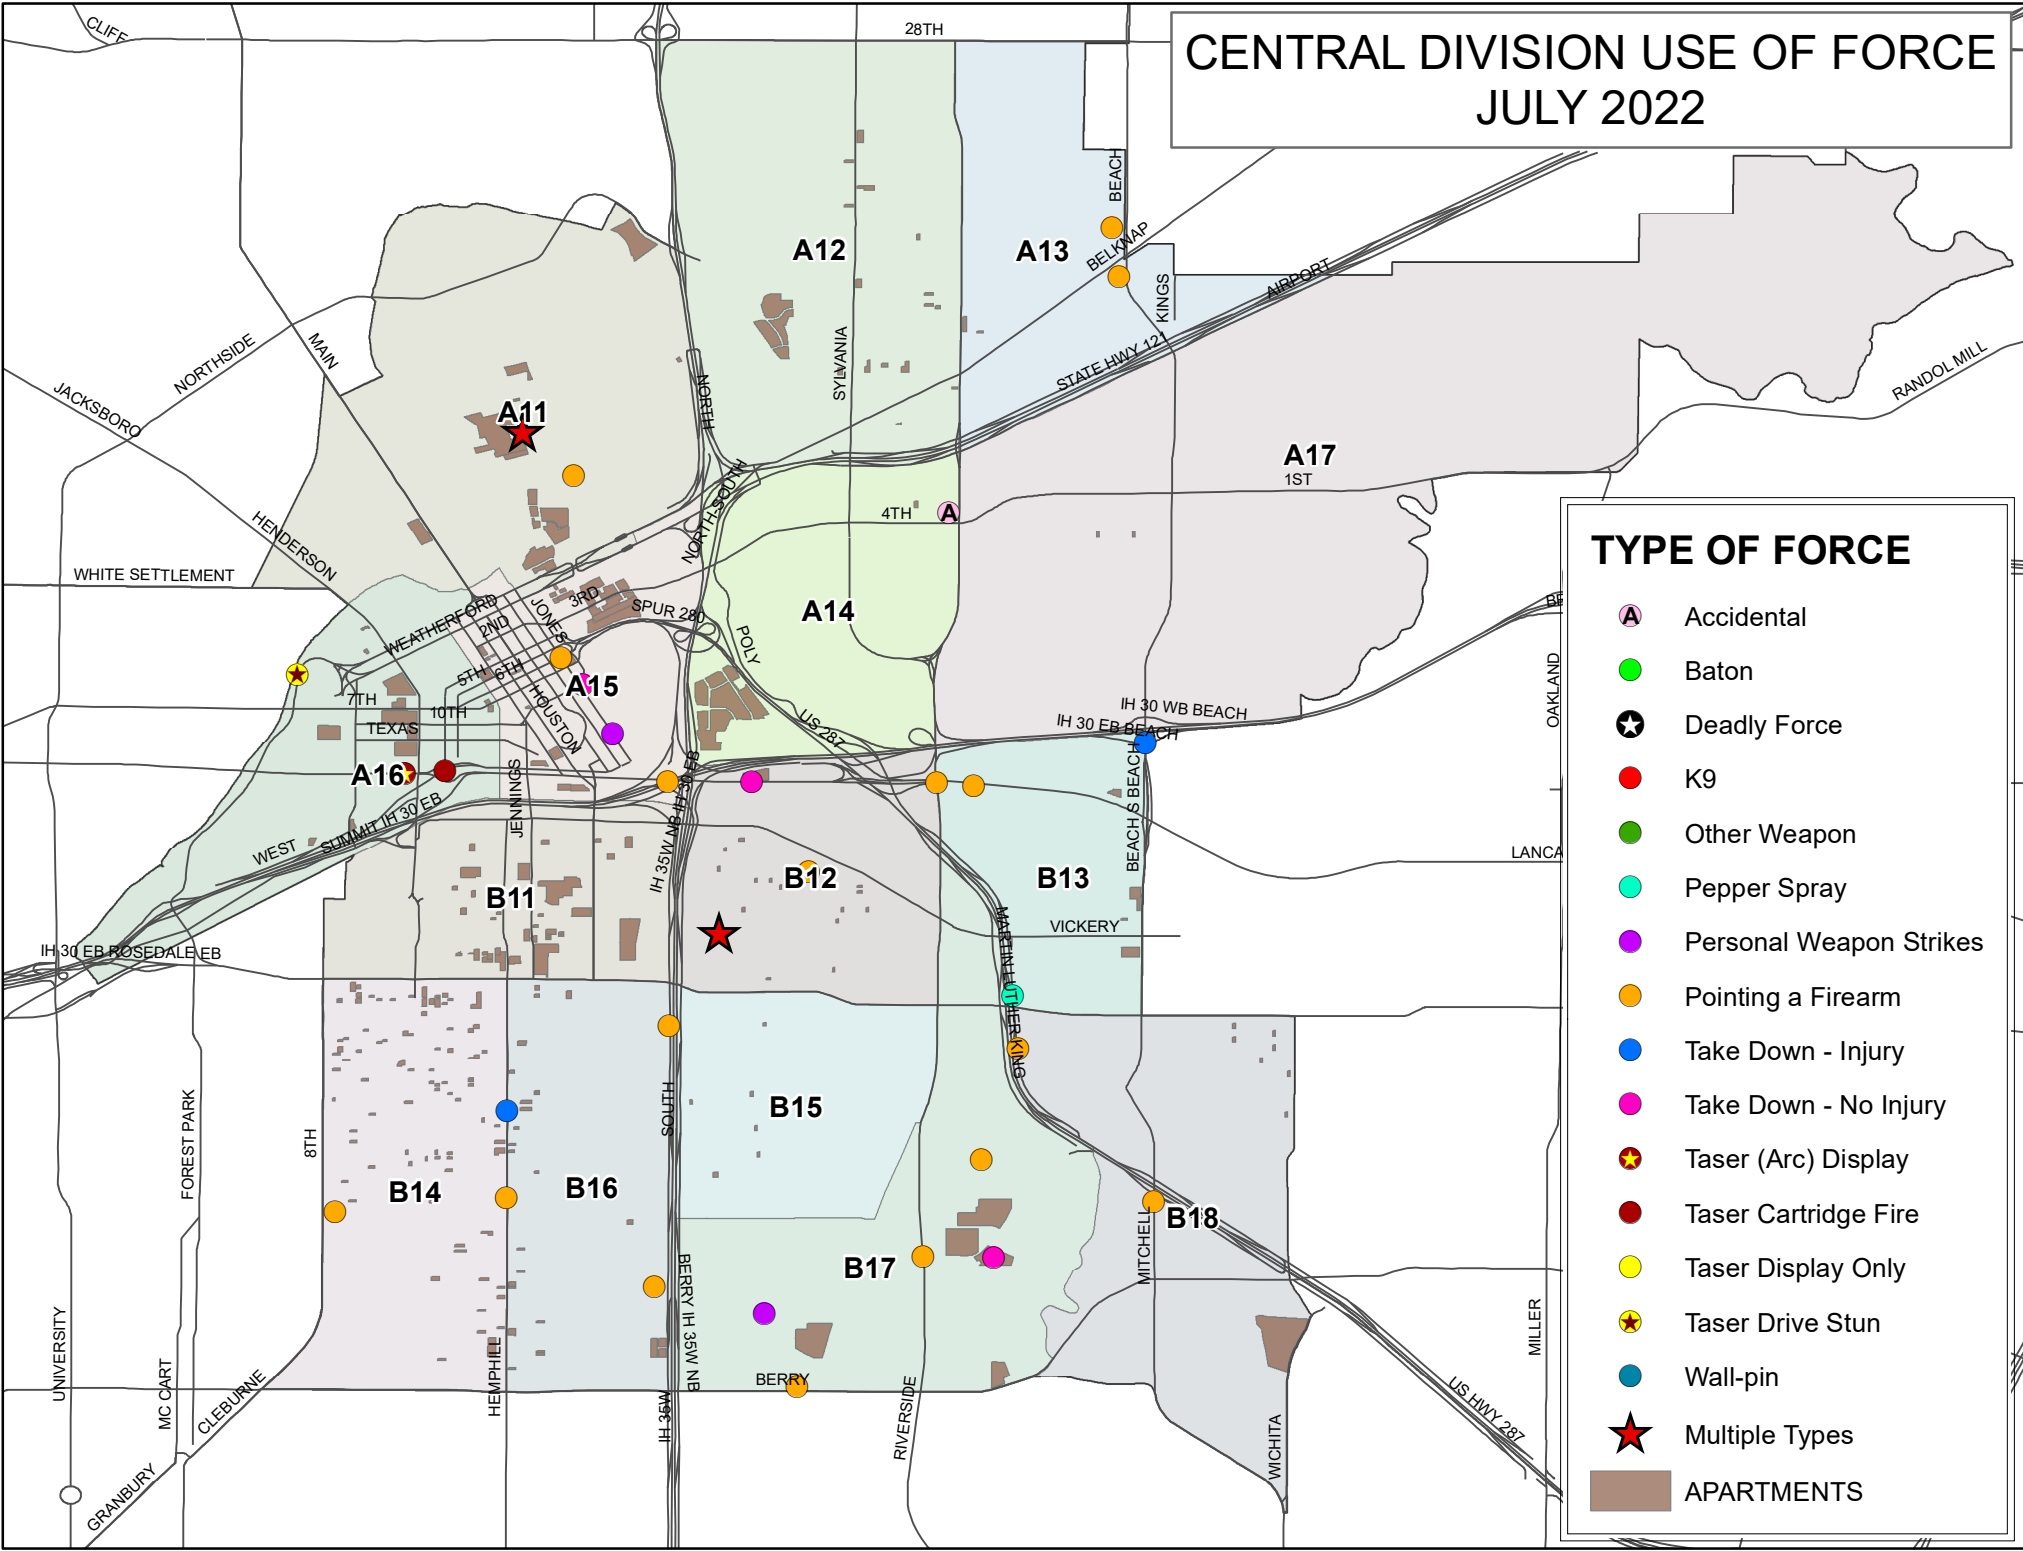 CENTRAL DIVISION USE OF FORCE
JULY 2022
CLIFF
28TH
BEACH
A12
A13
BELKNAP
KINGS
AIRPORT
NORTHSIDE
MAIN
SYLVANIA
STATE HWY 121
RANDOL MILL
JACKSBORO
NORTH
A11
A17
1ST
NORTH-SOUTH
4TH
A
HENDERSON
WHITE SETTLEMENT
WEATHERFORD
JONES
3RD
2ND
SPUR 280
A14
POLY
5TH
6TH
A15
7TH
10TH
HOUSTON
TEXAS
US 287
IH 30 WB BEACH
IH 30 EB BEACH
OAKLAND
BE
A16
SUMMIT IH 30 EB
WEST
JENNINGS
IH 35W NB IH 30 EB
BEACH S BEACH
LANCA
B11
B12
B13
VICKERY
IH 30 EB ROSEDALE EB
MARTIN LUTHER KING
FOREST PARK
8TH
SOUTH
B15
B14
B16
B18
MITCHELL
B17
BERRY IH 35W NB
UNIVERSITY
MC CART
CLEBURNE
HEMPHILL
IH 35W
BERRY
RIVERSIDE
WICHITA
US HWY 287
MILLER
GRANBURY
TYPE OF FORCE
A Accidental
Baton
Deadly Force
K9
Other Weapon
Pepper Spray
Personal Weapon Strikes
Pointing a Firearm
Take Down - Injury
Take Down - No Injury
Taser (Arc) Display
Taser Cartridge Fire
Taser Display Only
Taser Drive Stun
Wall-pin
Multiple Types
APARTMENTS